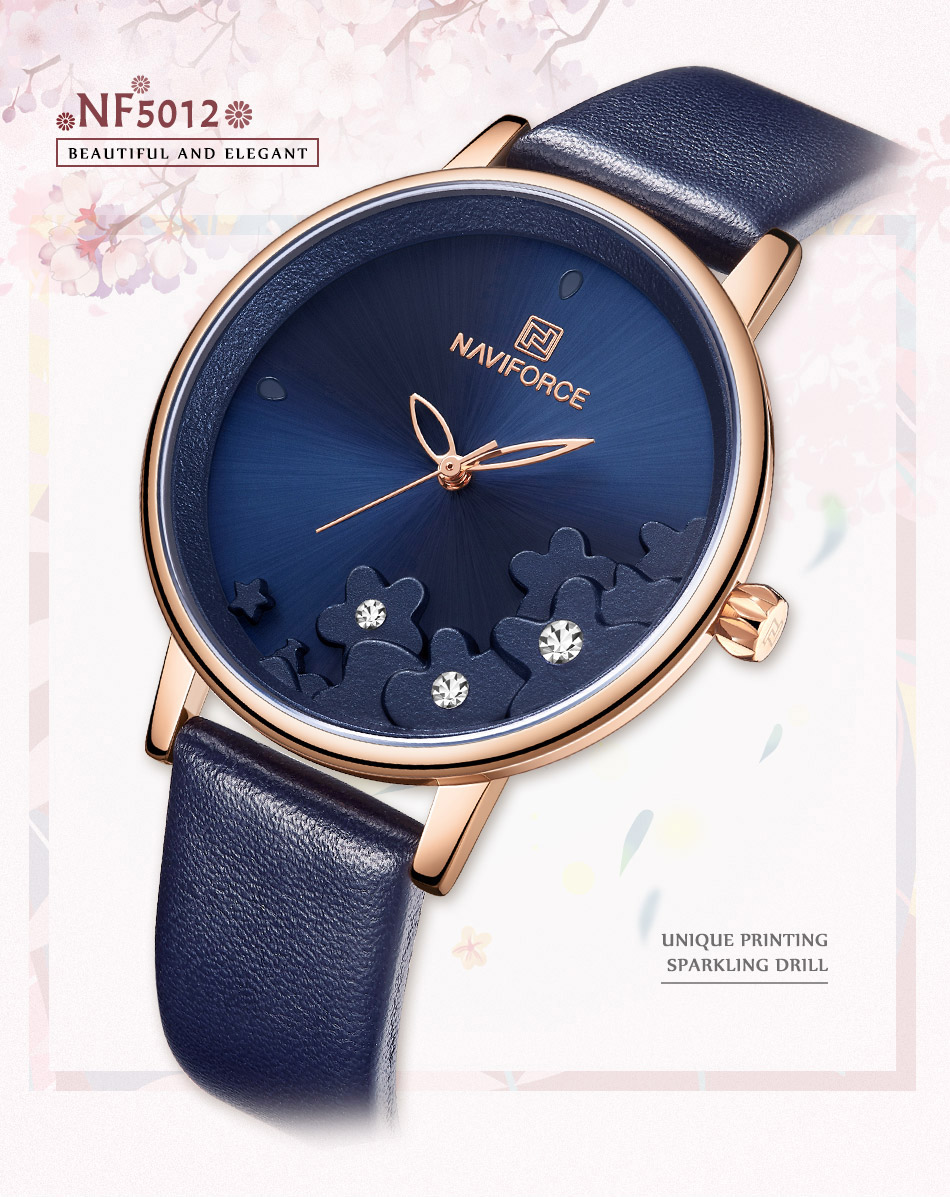 NF5012
BEAUTIFUL AND ELEGANT
NAVIFORCE
UNIQUE PRINTING
SPARKLING DRILL